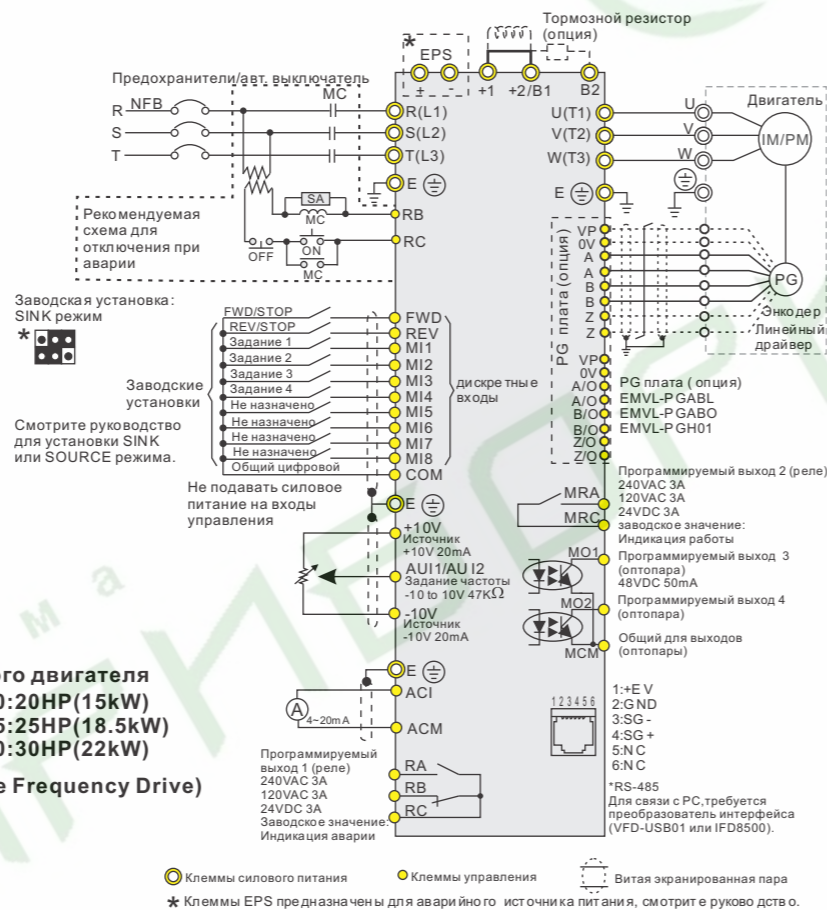 Тормозной резистор
(опция)
* EPS
± - +1 +2/B1 B2
Предохранители/авт. выключатель
NFB
MC
R
S
T
R(L1)
S(L2)
T(L3)
E
SA
MC
RB
OFF
ON
MC
RC
Рекомендуемая
схема для
отключения при
аварии
U(T1)
V(T2)
W(T3)
E
U
V
W
Двигатель
IM/PM
PG
Энкодер
Линейный
драйвер
PG плата (опция)
VP
0V
A
A
B
B
Z
Z
VP
0V
A/O
A/O
B/O
B/O
Z/O
Z/O
PG плата ( опция)
EMVL-PGABL
EMVL-PGABO
EMVL-PGH01
Заводская установка:
SINK режим
*
Заводские
установки
Смотрите руководство
для установки SINK
или SOURCE режима.
FWD/STOP
REV/STOP
Задание 1
Задание 2
Задание 3
Задание 4
Не назначено
Не назначено
Не назначено
Не назначено
Общий цифровой
FWD
REV
MI1
MI2
MI3
MI4
MI5
MI6
MI7
MI8
COM
дискретные
входы
Не подавать силовое
питание на входы
управления
E
+10V
Источник
+10V 20mA
AUI1/AUI2
Задание частоты
-10 to 10V 47KΩ
-10V
Источник
-10V 20mA
E
ACI
A
4~20mA
ACM
Программируемый
выход 1 (реле)
240VAC 3A
120VAC 3A
24VDC 3A
Заводское значение:
Индикация аварии
RA
RB
RC
MRA
MRC
Программируемый выход 2 (реле)
240VAC 3A
120VAC 3A
24VDC 3A
заводское значение:
Индикация работы
MO1
Программируемый выход 3
(оптопара)
48VDC 50mA
MO2
Программируемый выход 4
(оптопара)
MCM
Общий для выходов
(оптопары)
123456
1:+EV
2:GND
3:SG-
4:SG+
5:NC
6:NC
*RS-485
Для связи с PC,требуется
преобразователь интерфейса
(VFD-USB01 или IFD8500).
ого двигателя
0:20HP(15kW)
5:25HP(18.5kW)
0:30HP(22kW)
e Frequency Drive)
Клеммы силового питания
Клеммы управления
Витая экранированная пара
* Клеммы EPS предназначены для аварийного источника питания, смотрите руководство.